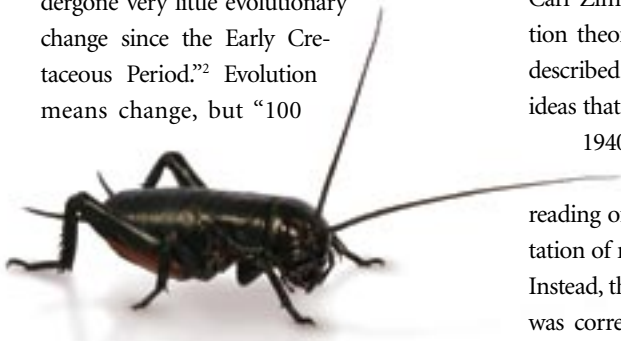 dergone very little evolutionary
change since the Early Cre-
taceous Period.”2 Evolution
means change, but “100
Carl Zim
tion theor
described
ideas that
1940
reading o
tation of
Instead, th
was corre